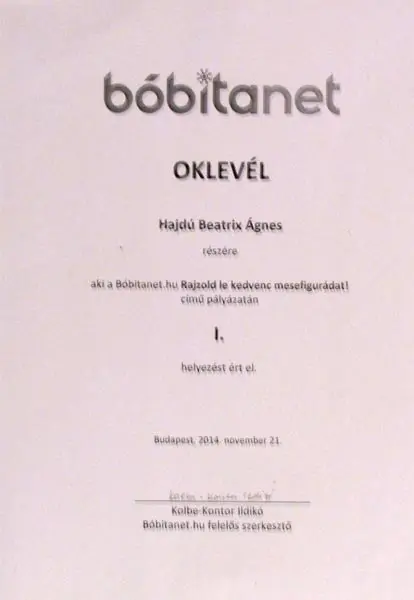 bóbitanet
OKLEVÉL
Hajdú Beatrix Ágnes
részére
aki a Bóbitanet.hu Rajzold le kedvenc mesefigurádat!
című pályázatán
I.
helyezést ért el.
Budapest, 2014. november 21.
Kolbe-Kontor Ildikó
Bóbitanet.hu felelős szerkesztő